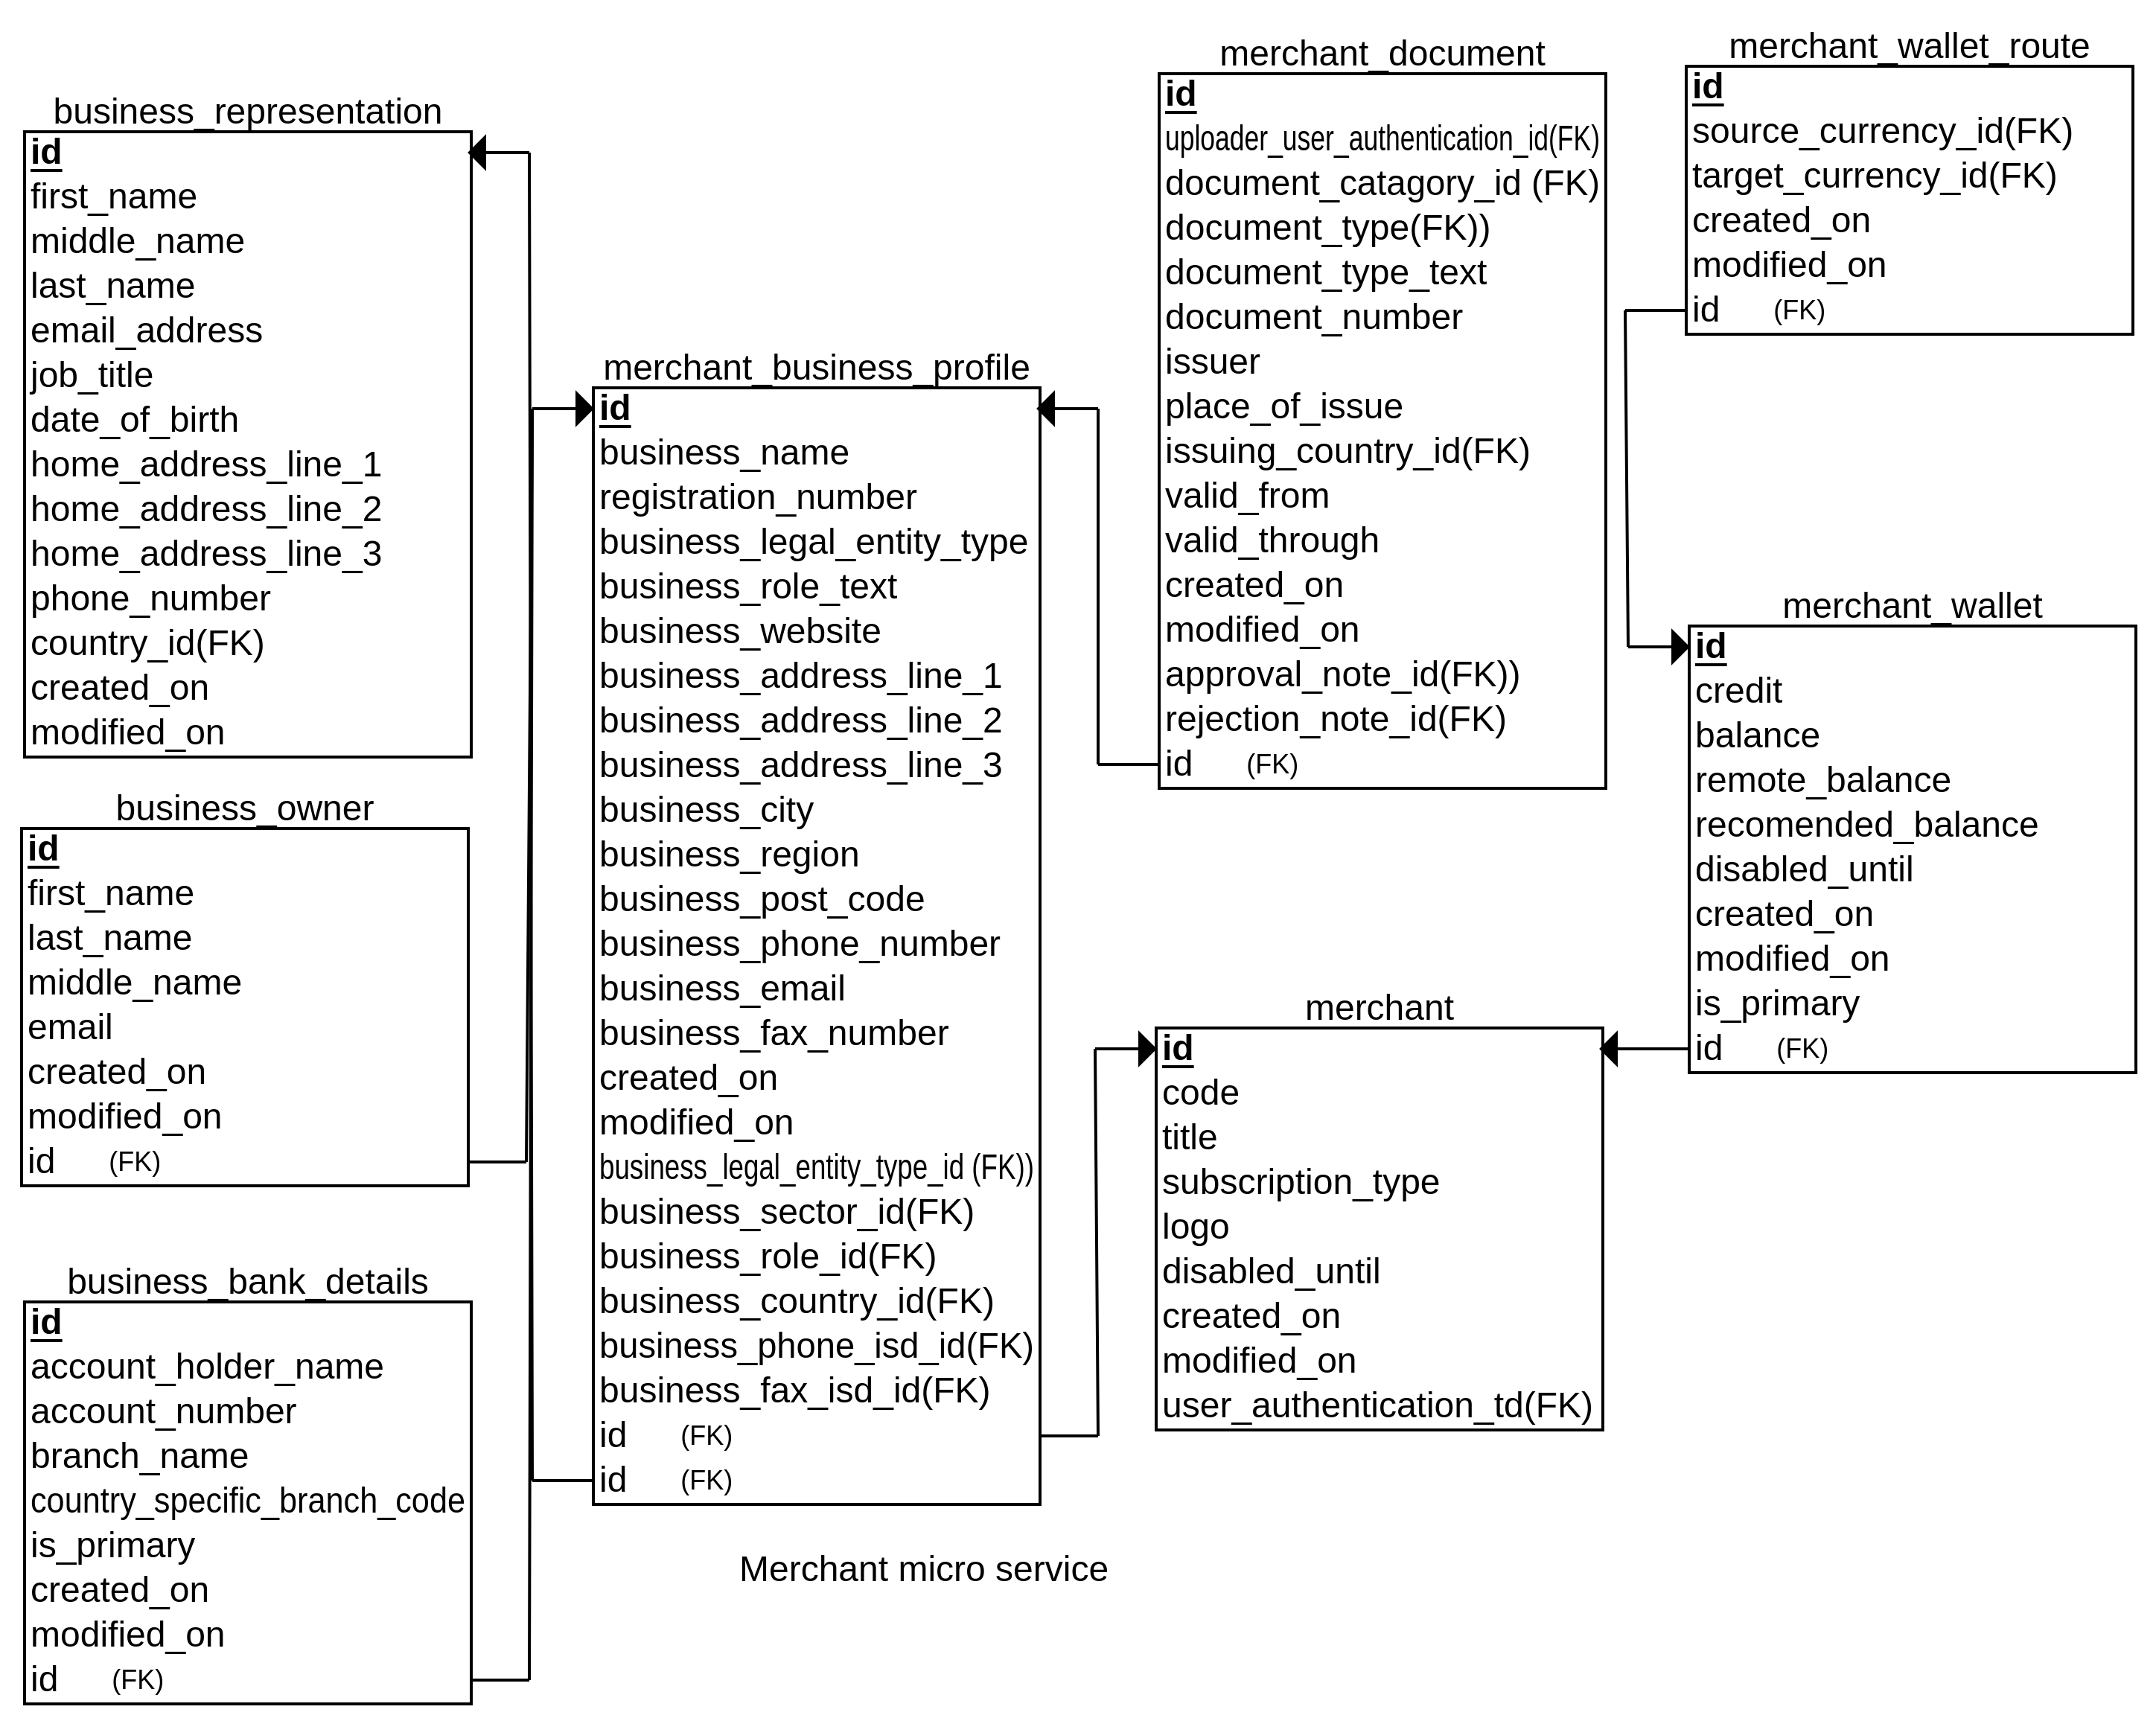 business_representation
id
first_name
middle_name
last_name
email_address
job_title
date_of_birth
home_address_line_1
home_address_line_2
home_address_line_3
phone_number
country_id(FK)
created_on
modified_on
business_owner
id
first_name
last_name
middle_name
email
created_on
modified_on
id (FK)
business_bank_details
id
account_holder_name
account_number
branch_name
country_specific_branch_code
is_primary
created_on
modified_on
id (FK)
merchant_business_profile
id
business_name
registration_number
business_legal_entity_type
business_role_text
business_website
business_address_line_1
business_address_line_2
business_address_line_3
business_city
business_region
business_post_code
business_phone_number
business_email
business_fax_number
created_on
modified_on
business_legal_entity_type_id (FK))
business_sector_id(FK)
business_role_id(FK)
business_country_id(FK)
business_phone_isd_id(FK)
business_fax_isd_id(FK)
id (FK)
id (FK)
Merchant micro service
merchant_document
id
uploader_user_authentication_id(FK)
document_catagory_id (FK)
document_type(FK))
document_type_text
document_number
issuer
place_of_issue
issuing_country_id(FK)
valid_from
valid_through
created_on
modified_on
approval_note_id(FK))
rejection_note_id(FK)
id (FK)
merchant
id
code
title
subscription_type
logo
disabled_until
created_on
modified_on
user_authentication_td(FK)
merchant_wallet_route
id
source_currency_id(FK)
target_currency_id(FK)
created_on
modified_on
id (FK)
merchant_wallet
id
credit
balance
remote_balance
recomended_balance
disabled_until
created_on
modified_on
is_primary
id (FK)